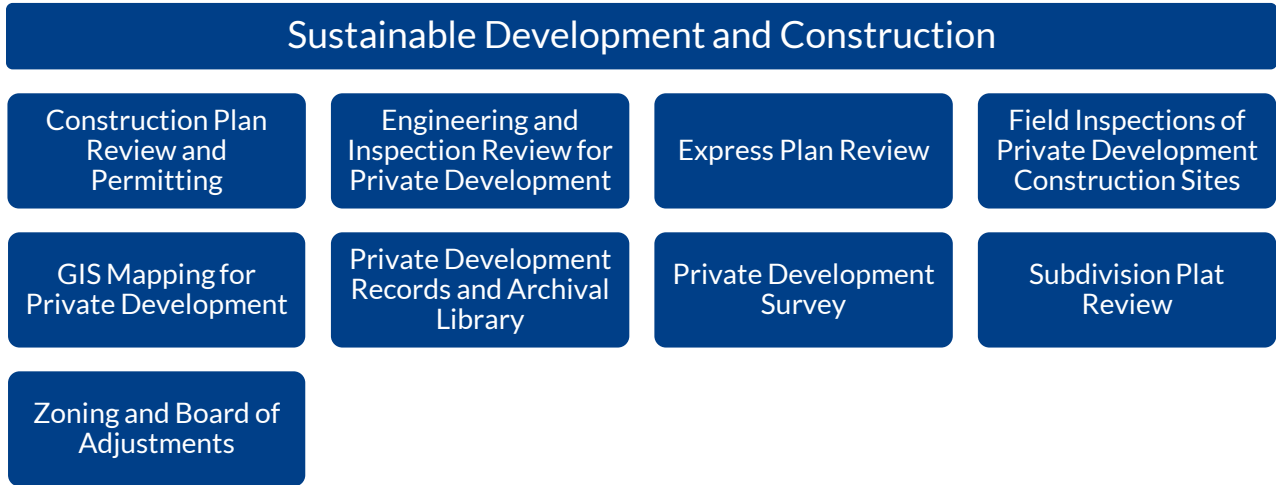 Sustainable Development and Construction
Construction Plan
Review and
Permitting
Engineering and
Inspection Review for
Private Development
Express Plan Review
Field Inspections of
Private Development
Construction Sites
GIS Mapping for
Private Development
Private Development
Records and Archival
Library
Private Development
Survey
Subdivision Plat
Review
Zoning and Board of
Adjustments